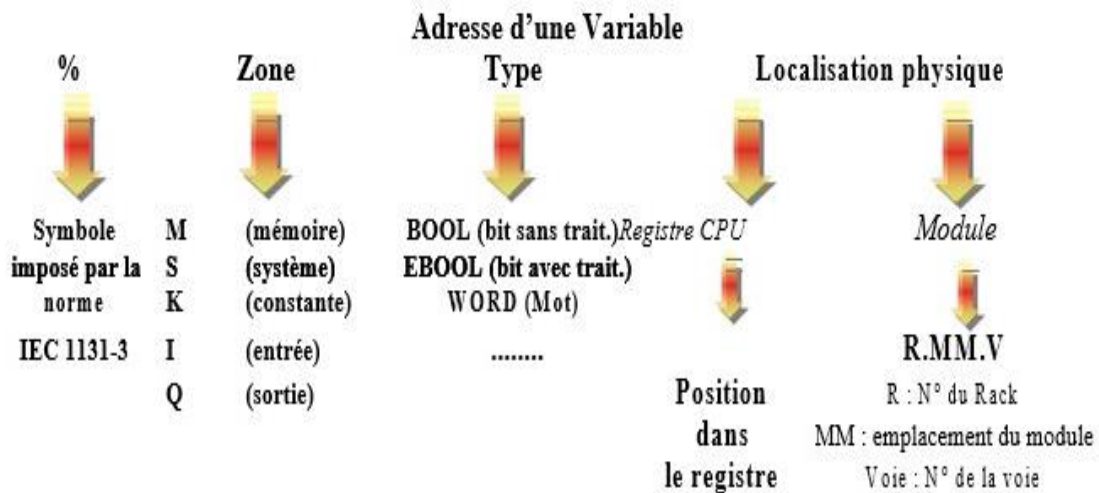 Adresse d'une Variable
% Zone Type Localisation physique
Symbole M (mémoire) BOOL (bit sans trait.) Registre CPU Module
imposé par la S (système) EBOOL (bit avec trait.)
norme K (constante) WORD (Mot)
IEC 1131-3 I (entrée) ........ R.MM.V
Q (sortie) Position R : N° du Rack
dans MM : emplacement du module
le registre Voie : N° de la voie